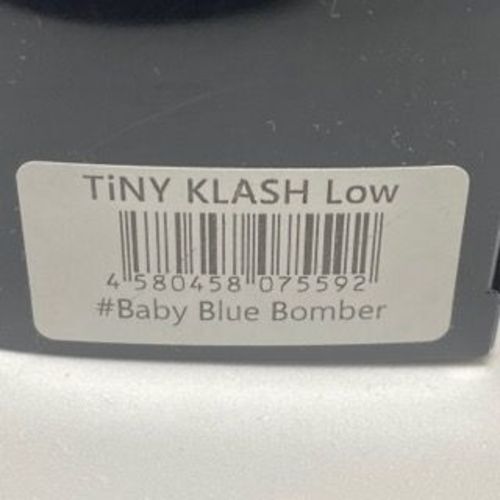 TiNY KLASH Low
4 580458 075592
#Baby Blue Bomber